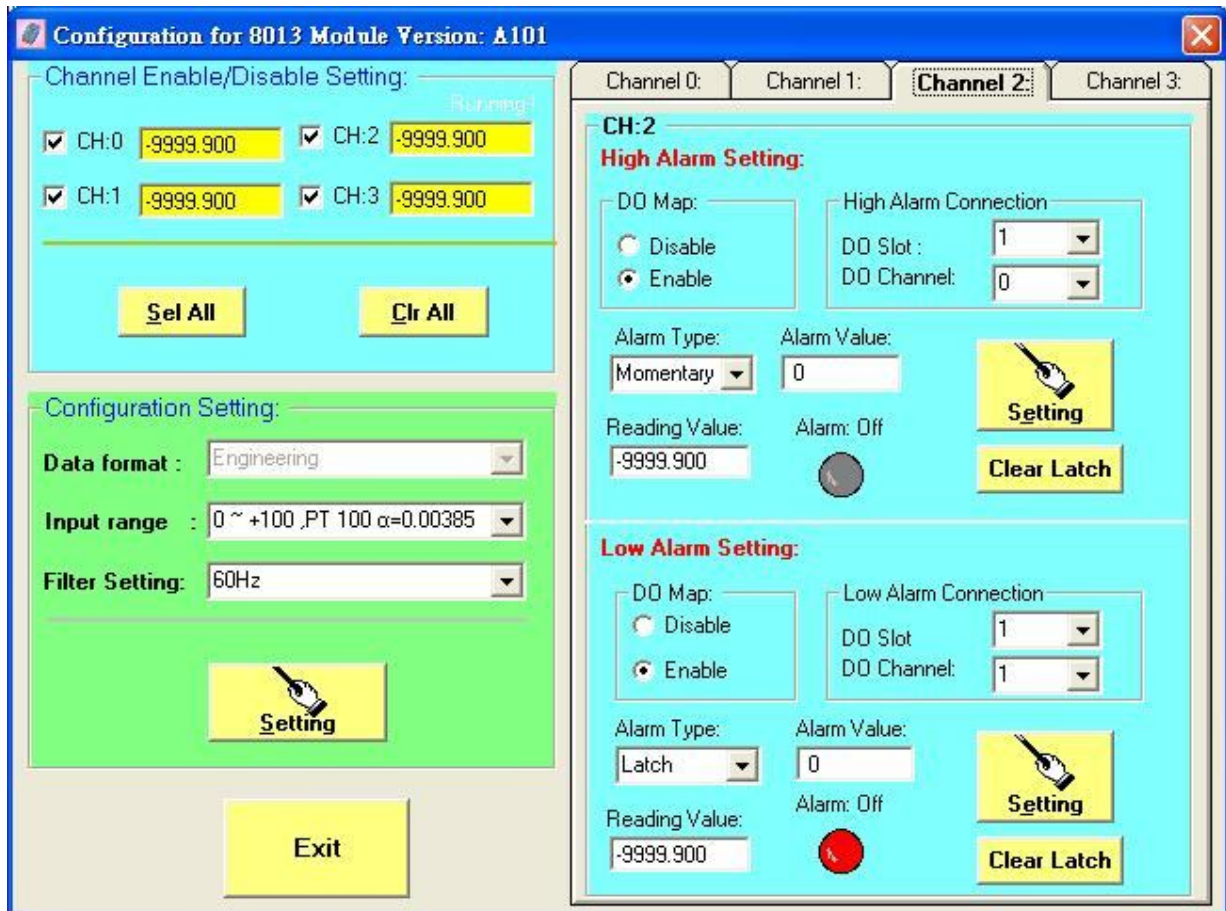 Configuration for 8013 Module Version: A101
Channel Enable/Disable Setting:
Running!
CH:0 -9999.900 CH:2 -9999.900
CH:1 -9999.900 CH:3 -9999.900
Sel All Clr All
Configuration Setting:
Data format : Engineering
Input range : 0 ~ +100 ,PT 100 α=0.00385
Filter Setting: 60Hz
Setting
Exit
Channel 0: Channel 1: Channel 2: Channel 3:
CH:2
High Alarm Setting:
DO Map: High Alarm Connection
Disable DO Slot : 1
Enable DO Channel: 0
Alarm Type: Alarm Value:
Momentary 0
Setting
Reading Value: Alarm: Off
-9999.900
Clear Latch
Low Alarm Setting:
DO Map: Low Alarm Connection
Disable DO Slot 1
Enable DO Channel: 1
Alarm Type: Alarm Value:
Latch 0
Setting
Reading Value: Alarm: Off
-9999.900
Clear Latch